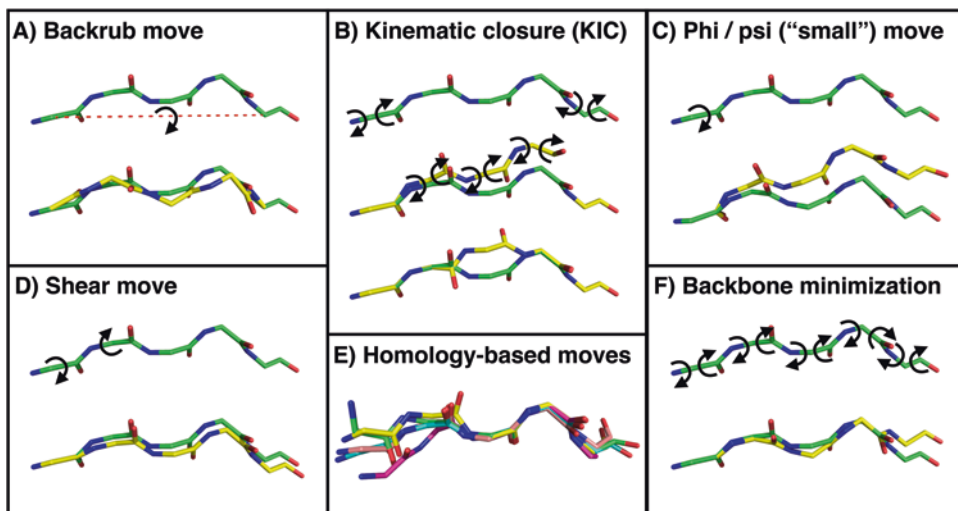 A) Backrub move
B) Kinematic closure (KIC)
C) Phi / psi (“small”) move
D) Shear move
E) Homology-based moves
F) Backbone minimization